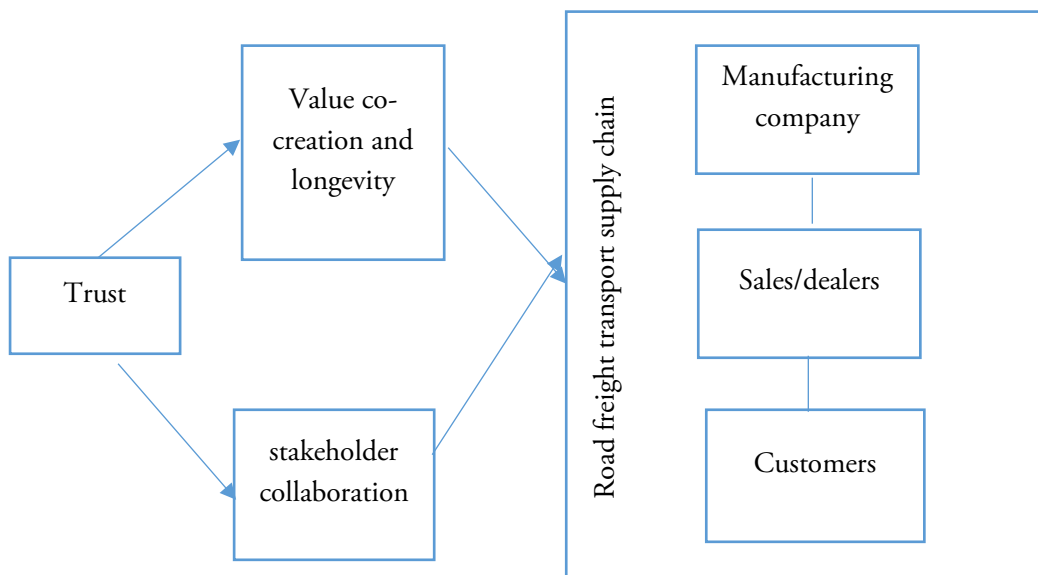 Trust
Value co-
creation and
longevity
stakeholder
collaboration
Road freight transport supply chain
Manufacturing
company
Sales/dealers
Customers